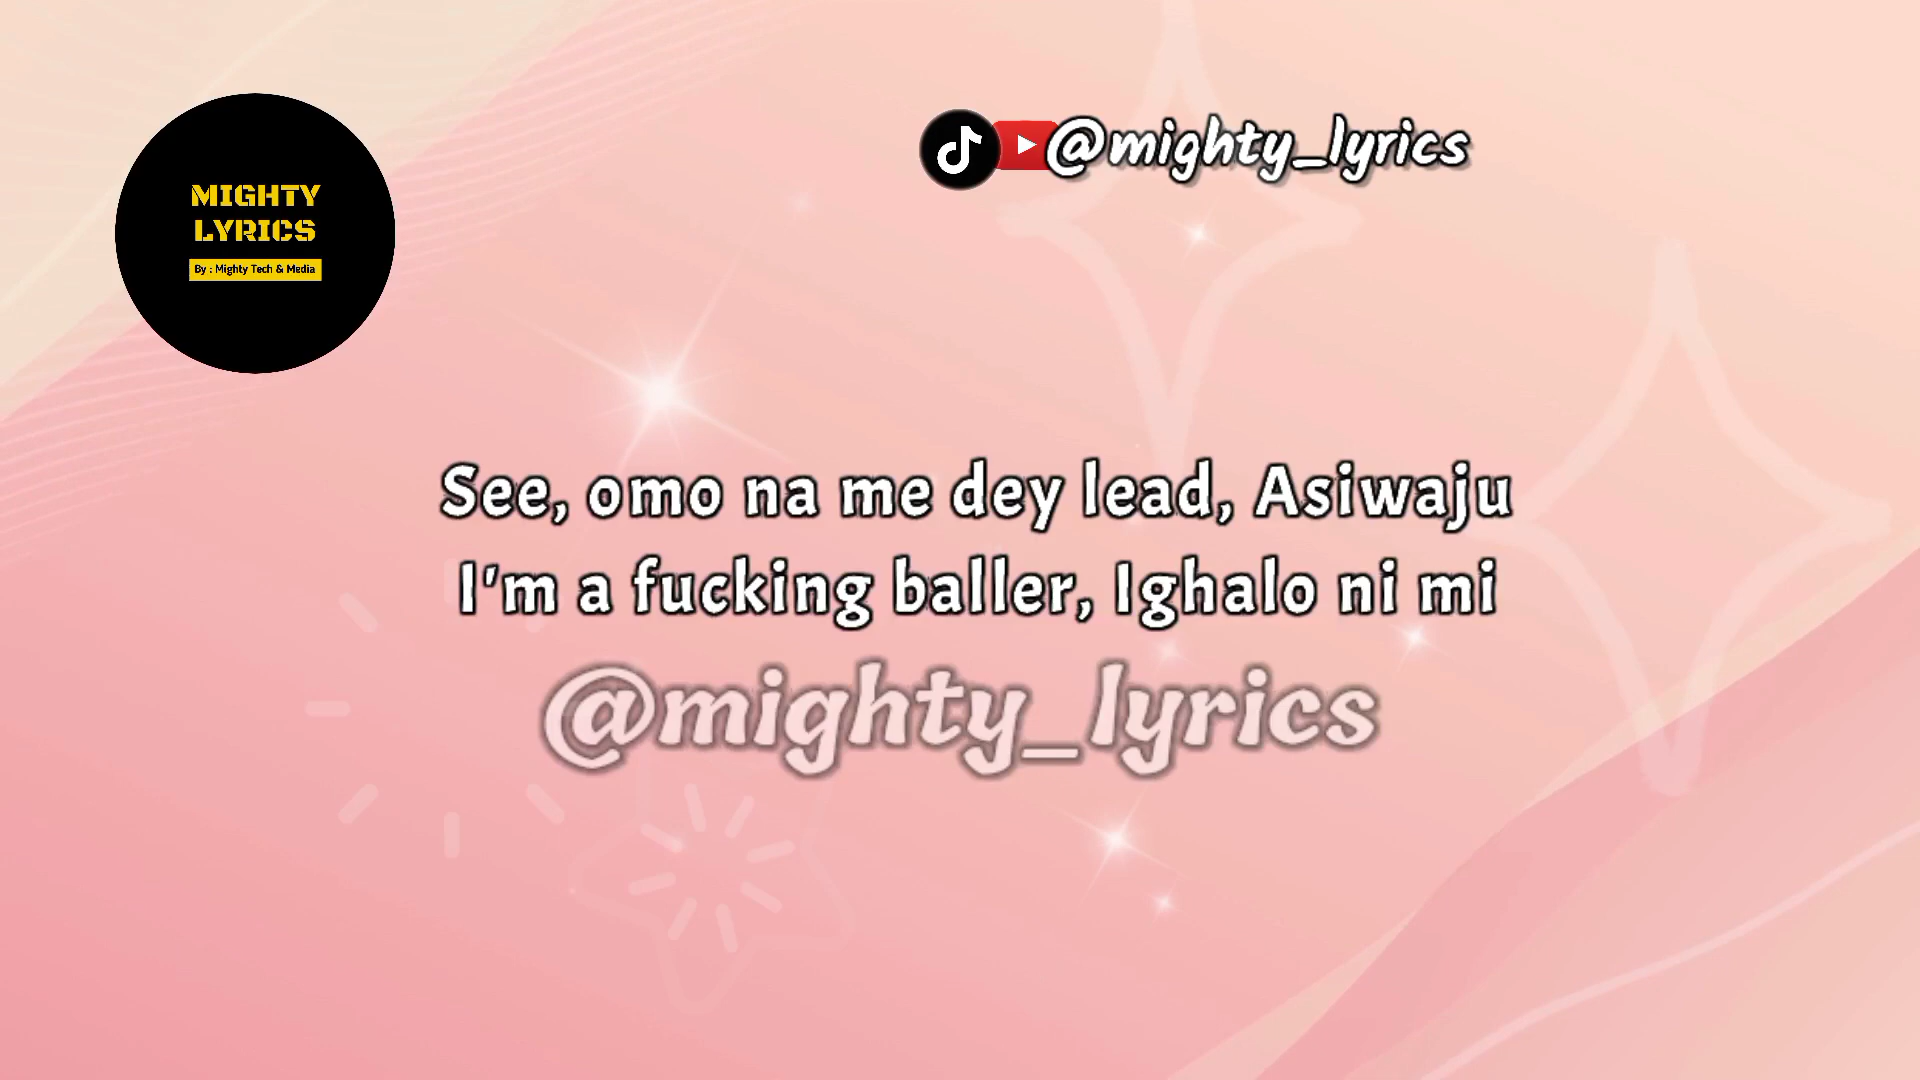 MIGHTY
LYRICS
By : Mighty Tech & Media
@mighty_lyrics
See, omo na me dey lead, Asiwaju
I'm a fucking baller, Ighalo ni mi
@mighty_lyrics